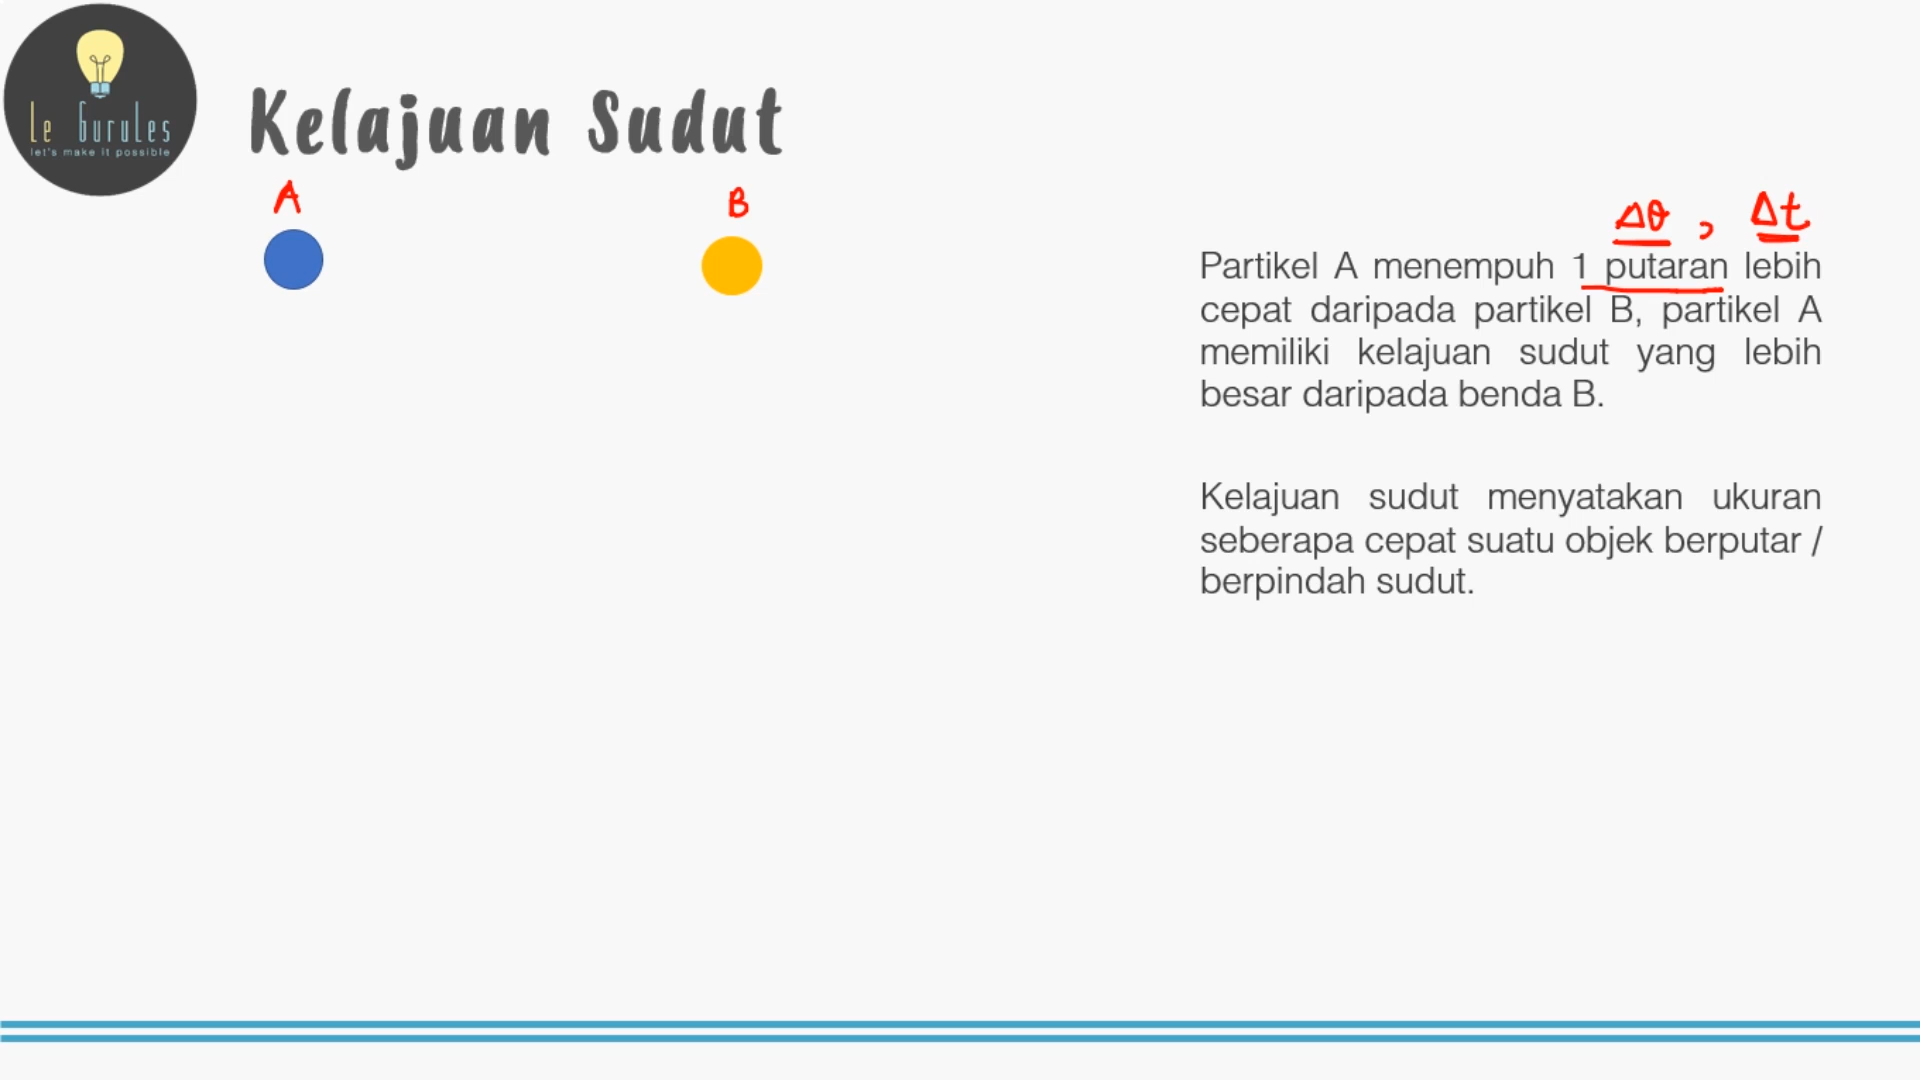 Le Gurules
let's make it possible
Kelajuan Sudut
A
B
Δθ , Δt
Partikel A menempuh 1 putaran lebih
cepat daripada partikel B, partikel A
memiliki kelajuan sudut yang lebih
besar daripada benda B.
Kelajuan sudut menyatakan ukuran
seberapa cepat suatu objek berputar /
berpindah sudut.